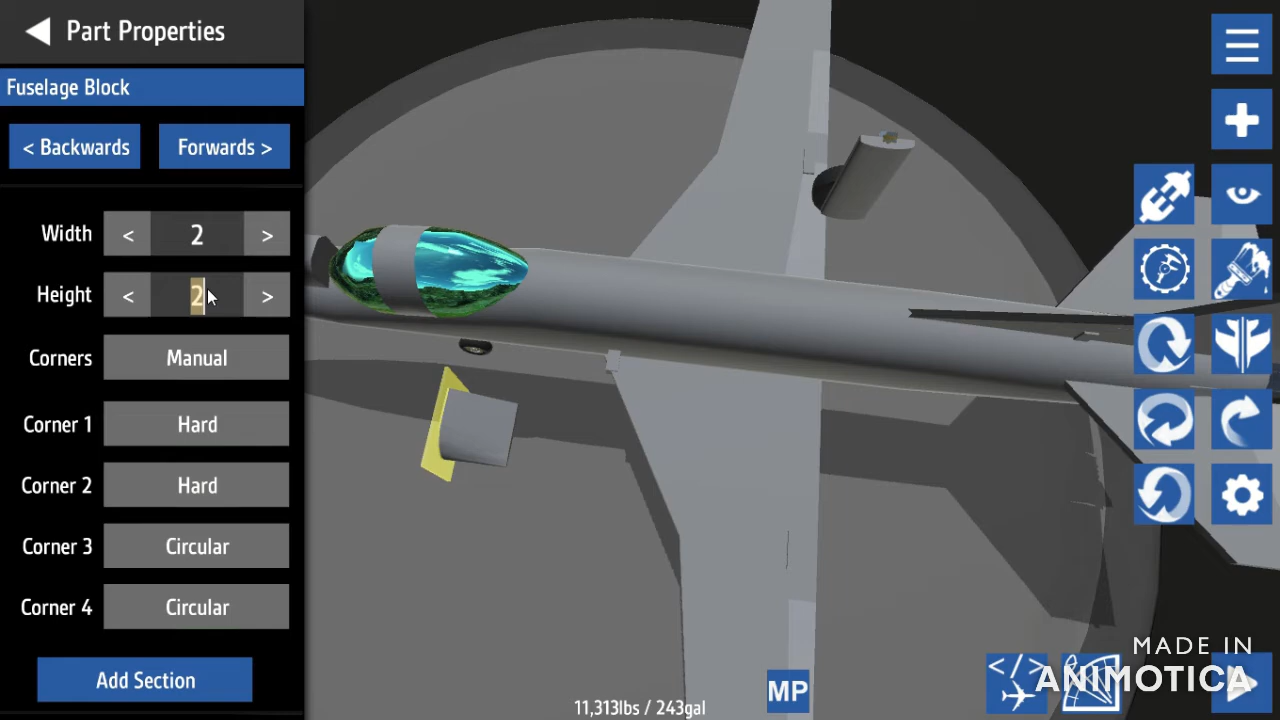 Part Properties
Fuselage Block
< Backwards
Forwards >
Width
<
2
>
Height
<
2
>
Corners
Manual
Corner 1
Hard
Corner 2
Hard
Corner 3
Circular
Corner 4
Circular
Add Section
11,313lbs / 243gal
MP
</>
MADE IN
ANIMOTICA